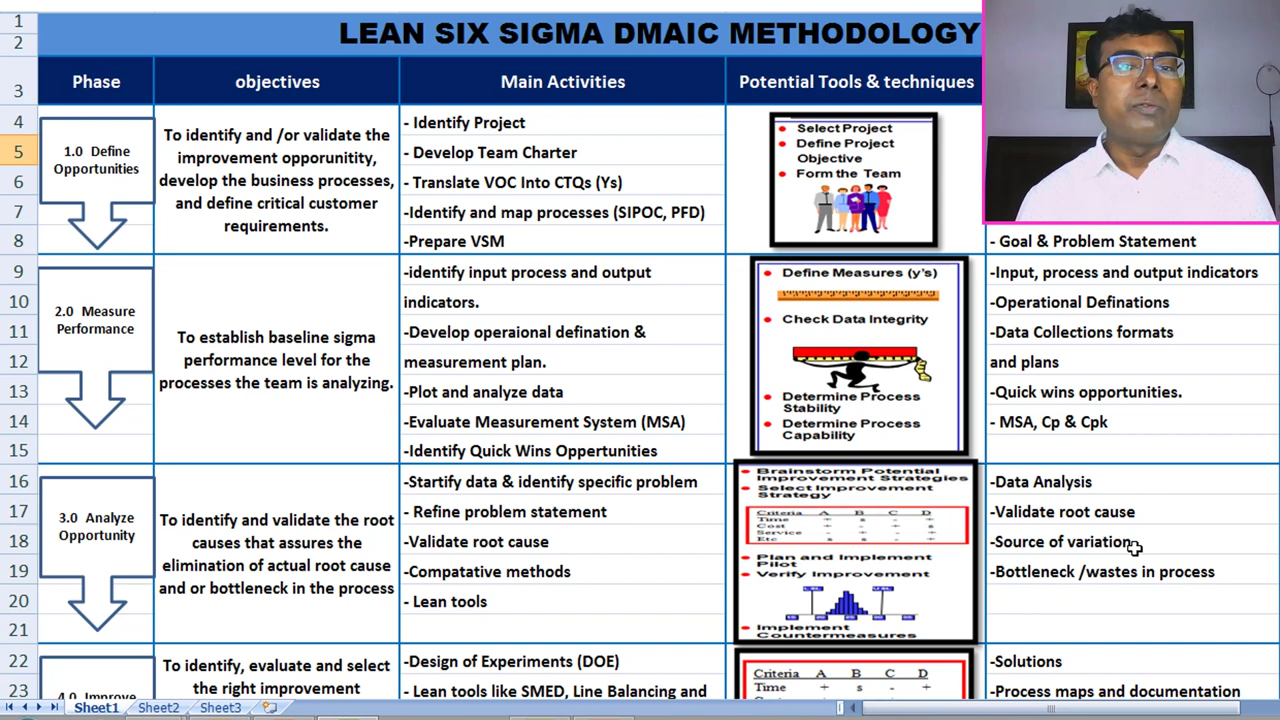 1
2
3
4
5
6
7
8
9
10
11
12
13
14
15
16
17
18
19
20
21
22
23
LEAN SIX SIGMA DMAIC METHODOLOGY
Phase
objectives
Main Activities
Potential Tools & techniques
1.0 Define
Opportunities
To identify and /or validate the
improvement opporunitity,
develop the business processes,
and define critical customer
requirements.
- Identify Project
- Develop Team Charter
- Translate VOC Into CTQs (Ys)
-Identify and map processes (SIPOC, PFD)
-Prepare VSM
Select Project
Define Project
Objective
Form the Team
- Goal & Problem Statement
2.0 Measure
Performance
To establish baseline sigma
performance level for the
processes the team is analyzing.
-identify input process and output
indicators.
-Develop operaional defination &
measurement plan.
-Plot and analyze data
-Evaluate Measurement System (MSA)
-Identify Quick Wins Oppertunities
Define Measures (y's)
Check Data Integrity
Determine Process
Stability
Determine Process
Capability
-Input, process and output indicators
-Operational Definations
-Data Collections formats
and plans
-Quick wins opportunities.
- MSA, Cp & Cpk
3.0 Analyze
Opportunity
To identify and validate the root
causes that assures the
elimination of actual root cause
and or bottleneck in the process
-Startify data & identify specific problem
- Refine problem statement
-Validate root cause
-Compatative methods
- Lean tools
Brainstorm Potential
Improvement Strategies
Select Improvement
Strategy
Criteria A B C D
Time + s - +
Cost + - + s
Service - + - +
Etc s s - +
Plan and Implement
Pilot
Verify Improvement
Implement
Countermeasures
-Data Analysis
-Validate root cause
-Source of variation
-Bottleneck /wastes in process
4.0 Improve
To identify, evaluate and select
the right improvement
-Design of Experiments (DOE)
-Lean tools like SMED, Line Balancing and
Criteria A B C D
Time + s - +
-Solutions
-Process maps and documentation
Sheet1 Sheet2 Sheet3